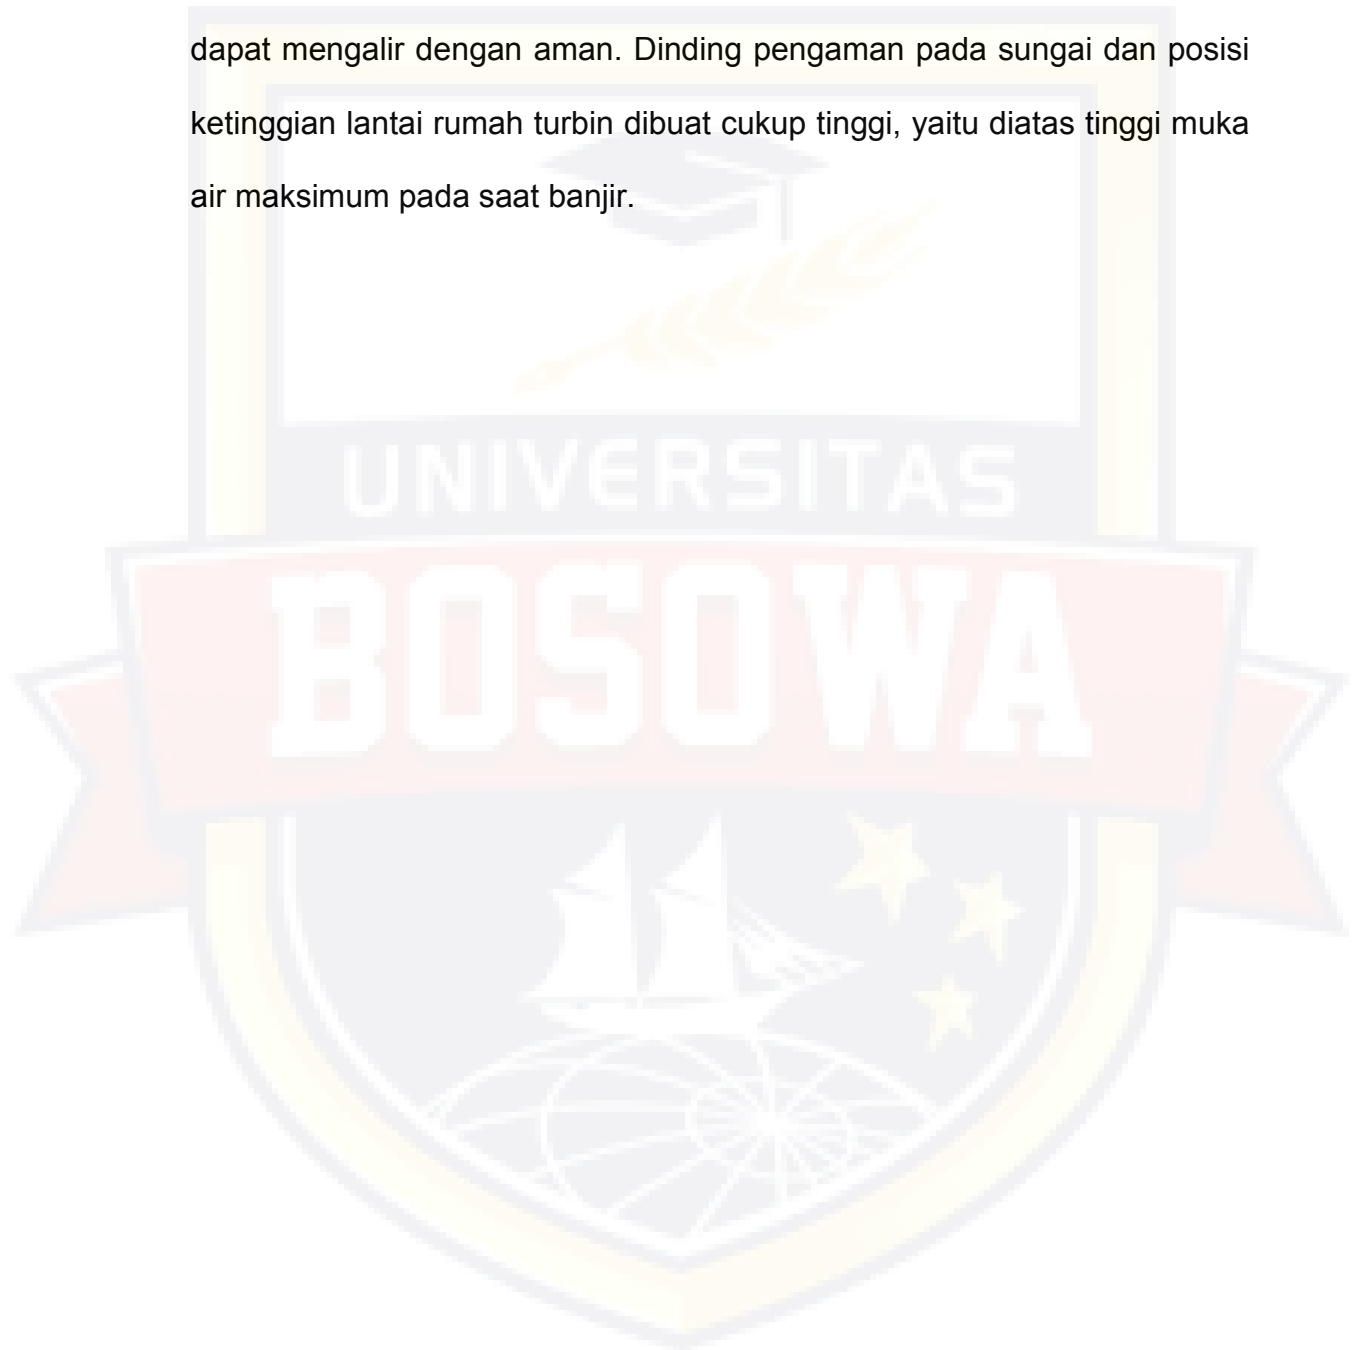 dapat mengalir dengan aman. Dinding pengaman pada sungai dan posisi
ketinggian lantai rumah turbin dibuat cukup tinggi, yaitu diatas tinggi muka
air maksimum pada saat banjir.
UNIVERSITAS
BOSOWA